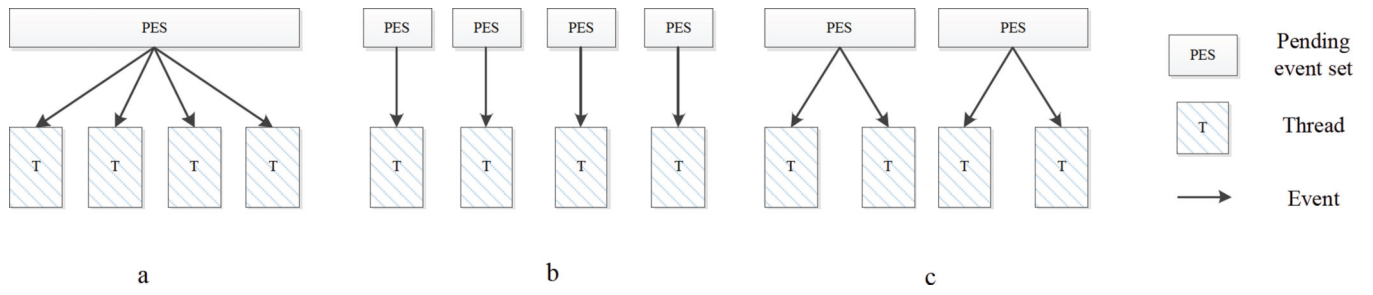 PES
PES PES PES PES
PES PES
PES
Pending
event set
T T T T
T T T T
T T T T
T
Thread
Event
a
b
c